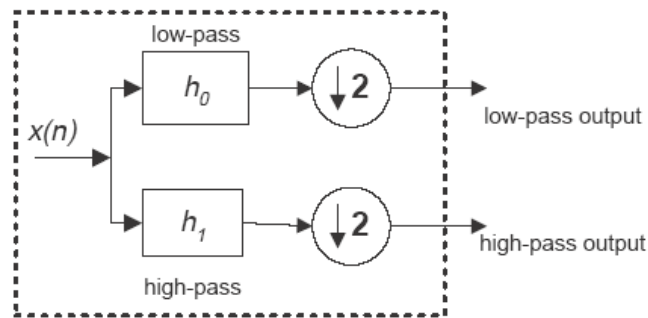 low-pass
h0
↓2
low-pass output
x(n)
h1
↓2
high-pass output
high-pass